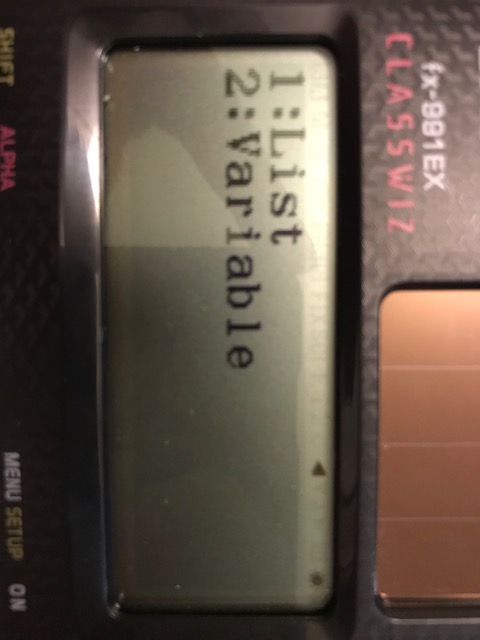 fx-991EX
CLASSWIZ
1:List
2:Variable
SHIFT ALPHA MENU SETUP ON